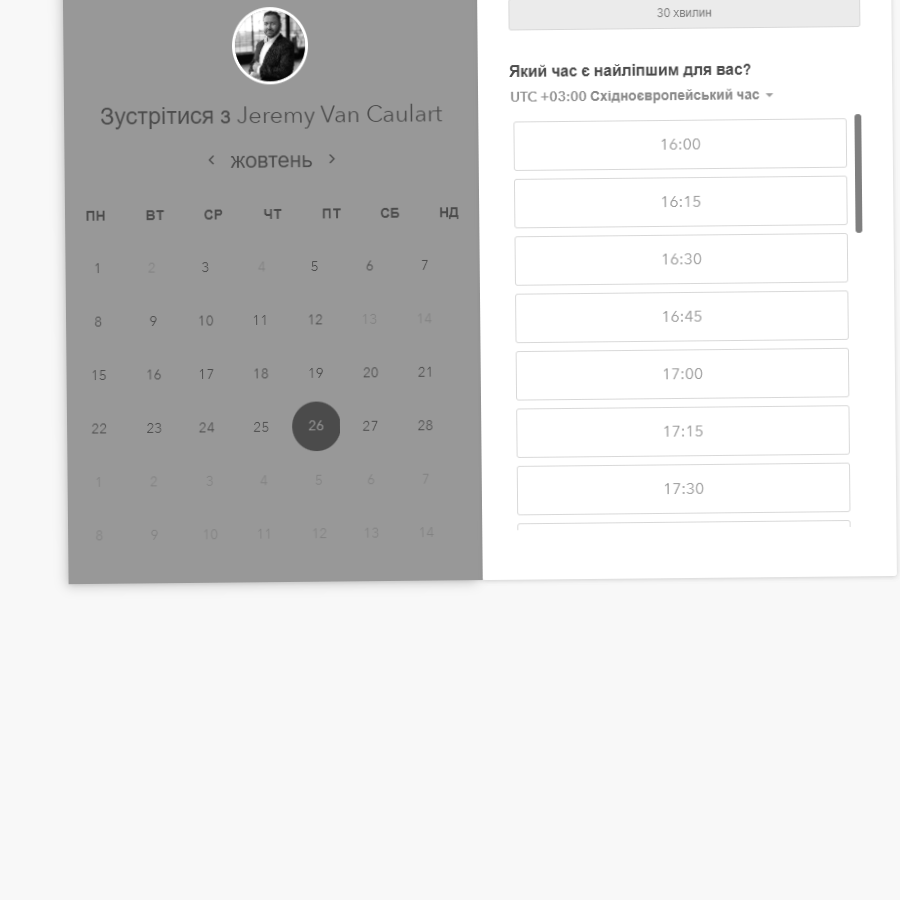 Зустрітися з Jeremy Van Caulart
‹ жовтень ›
ПН ВТ СР ЧТ ПТ СБ НД
1 2 3 4 5 6 7
8 9 10 11 12 13 14
15 16 17 18 19 20 21
22 23 24 25 26 27 28
1 2 3 4 5 6 7
8 9 10 11 12 13 14
30 хвилин
Який час є найліпшим для вас?
UTC +03:00 Східноєвропейський час
16:00
16:15
16:30
16:45
17:00
17:15
17:30